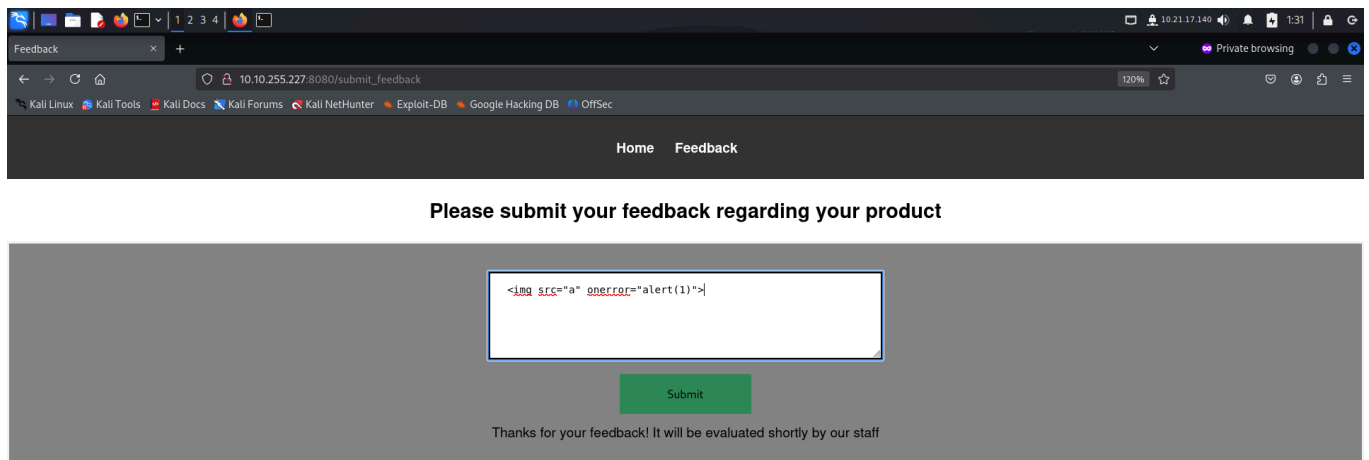 1 2 3 4
10.21.17.140
1:31
Feedback
Private browsing
10.10.255.227:8080/submit_feedback
120%
Kali Linux Kali Tools Kali Docs Kali Forums Kali NetHunter Exploit-DB Google Hacking DB OffSec
Home Feedback
Please submit your feedback regarding your product
<img src="a" onerror="alert(1)">
Submit
Thanks for your feedback! It will be evaluated shortly by our staff